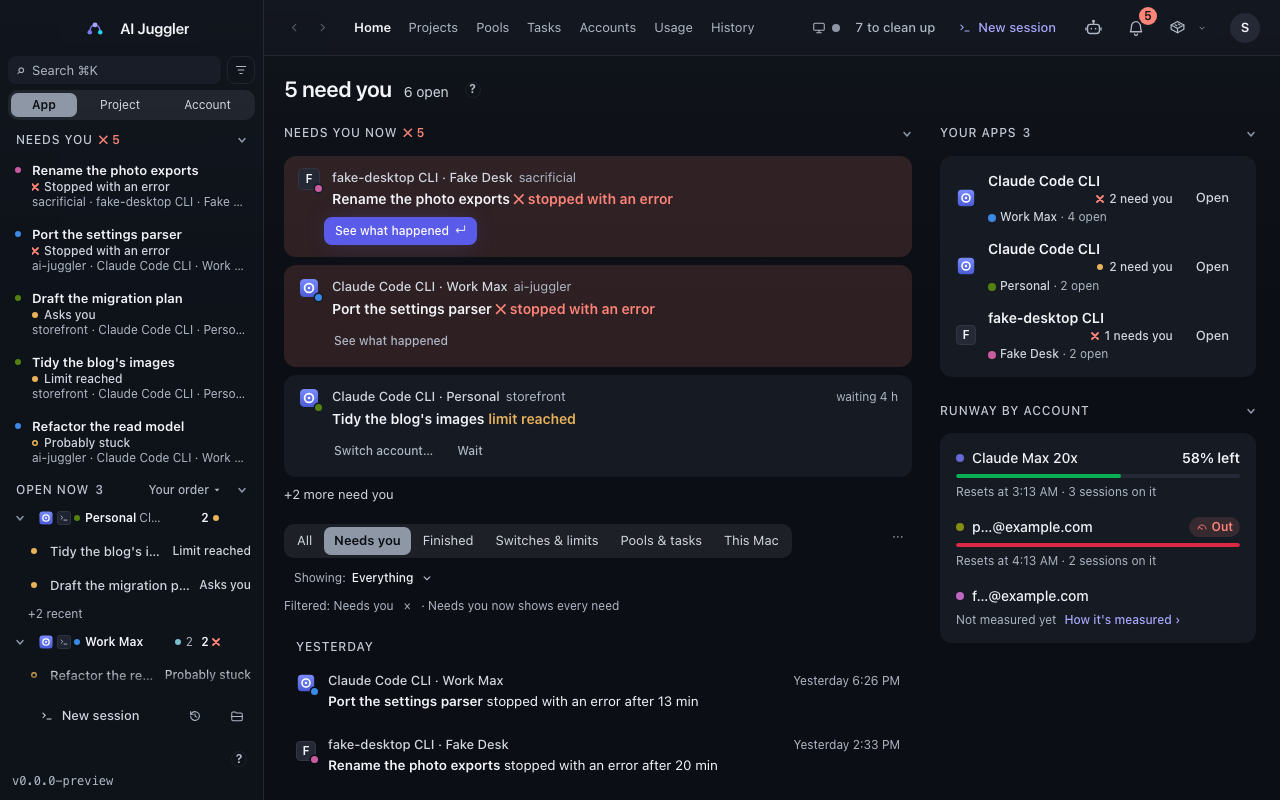 AI Juggler
Search ⌘K
App Project Account
NEEDS YOU 5
Rename the photo exports
Stopped with an error
sacrificial · fake-desktop CLI · Fake ...
Port the settings parser
Stopped with an error
ai-juggler · Claude Code CLI · Work ...
Draft the migration plan
Asks you
storefront · Claude Code CLI · Perso...
Tidy the blog's images
Limit reached
storefront · Claude Code CLI · Perso...
Refactor the read model
Probably stuck
ai-juggler · Claude Code CLI · Work ...
OPEN NOW 3 Your order
Personal Cl... 2
Tidy the blog's i... Limit reached
Draft the migration p... Asks you
+2 recent
Work Max 2 2
Refactor the re... Probably stuck
New session
?
v0.0.0-preview
Home Projects Pools Tasks Accounts Usage History
7 to clean up New session 5 S
5 need you 6 open ?
NEEDS YOU NOW 5
F fake-desktop CLI · Fake Desk sacrificial
Rename the photo exports stopped with an error
See what happened ↵
Claude Code CLI · Work Max ai-juggler
Port the settings parser stopped with an error
See what happened
Claude Code CLI · Personal storefront waiting 4 h
Tidy the blog's images limit reached
Switch account... Wait
+2 more need you
All Needs you Finished Switches & limits Pools & tasks This Mac ...
Showing: Everything
Filtered: Needs you × · Needs you now shows every need
YESTERDAY
Claude Code CLI · Work Max Yesterday 6:26 PM
Port the settings parser stopped with an error after 13 min
F fake-desktop CLI · Fake Desk Yesterday 2:33 PM
Rename the photo exports stopped with an error after 20 min
YOUR APPS 3
Claude Code CLI
2 need you Open
Work Max · 4 open
Claude Code CLI
2 need you Open
Personal · 2 open
fake-desktop CLI
F 1 needs you Open
Fake Desk · 2 open
RUNWAY BY ACCOUNT
Claude Max 20x 58% left
Resets at 3:13 AM · 3 sessions on it
p...@example.com Out
Resets at 4:13 AM · 2 sessions on it
f...@example.com
Not measured yet How it's measured ›